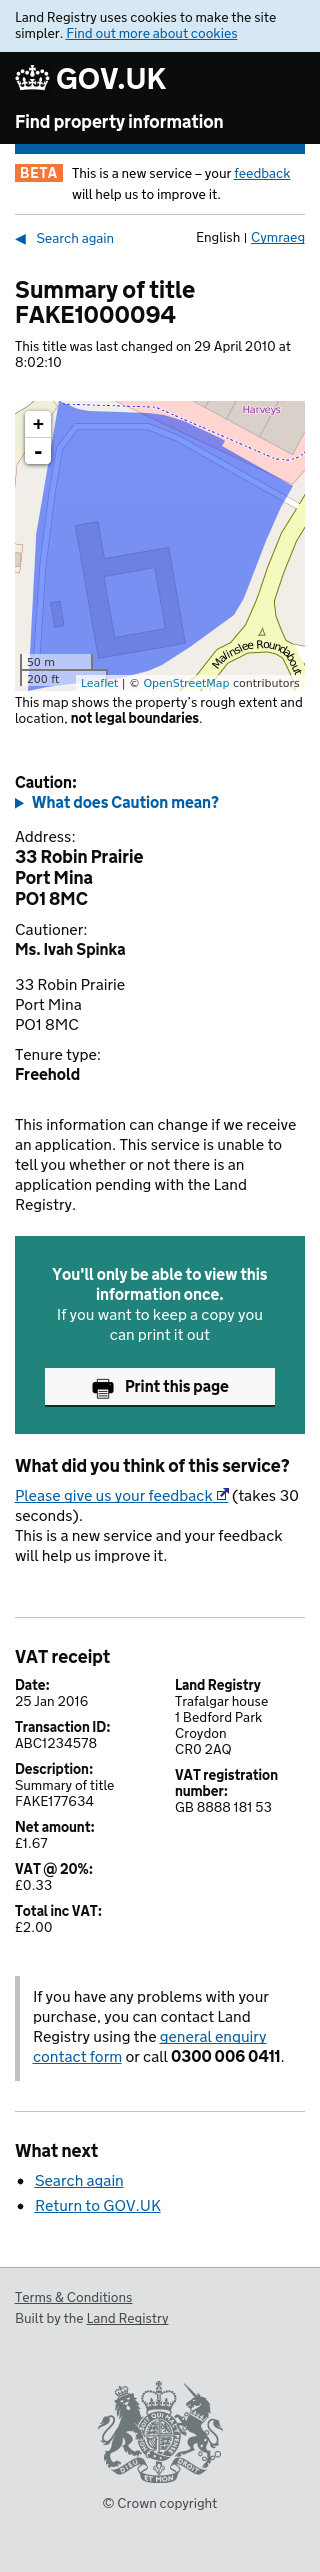 Land Registry uses cookies to make the site
simpler. Find out more about cookies
GOV.UK
Find property information
BETA This is a new service – your feedback
will help us to improve it.
◀ Search again English | Cymraeg
Summary of title
FAKE1000094
This title was last changed on 29 April 2010 at
8:02:10
Harveys
+
-
Malinslee Roundabout
50 m
200 ft
Leaflet | © OpenStreetMap contributors
This map shows the property's rough extent and
location, not legal boundaries.
Caution:
What does Caution mean?
Address:
33 Robin Prairie
Port Mina
PO1 8MC
Cautioner:
Ms. Ivah Spinka
33 Robin Prairie
Port Mina
PO1 8MC
Tenure type:
Freehold
This information can change if we receive
an application. This service is unable to
tell you whether or not there is an
application pending with the Land
Registry.
You'll only be able to view this
information once.
If you want to keep a copy you
can print it out
Print this page
What did you think of this service?
Please give us your feedback (takes 30
seconds).
This is a new service and your feedback
will help us improve it.
VAT receipt
Date:
25 Jan 2016
Transaction ID:
ABC1234578
Description:
Summary of title
FAKE177634
Net amount:
£1.67
VAT @ 20%:
£0.33
Total inc VAT:
£2.00
Land Registry
Trafalgar house
1 Bedford Park
Croydon
CR0 2AQ
VAT registration
number:
GB 8888 181 53
If you have any problems with your
purchase, you can contact Land
Registry using the general enquiry
contact form or call 0300 006 0411.
What next
• Search again
• Return to GOV.UK
Terms & Conditions
Built by the Land Registry
DIEU ET MON DROIT
© Crown copyright